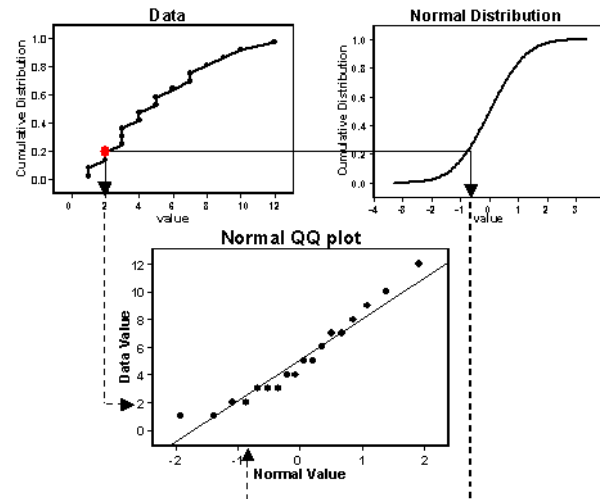 Data
Cumulative Distribution
1.0
0.8
0.6
0.4
0.2
0.0
0 2 4 6 8 10 12
value
Normal Distribution
Cumulative Distribution
1.0
0.8
0.6
0.4
0.2
0.0
-4 -3 -2 -1 0 1 2 3
value
Normal QQ plot
Data Value
12
10
8
6
4
2
0
-2 -1 0 1 2
Normal Value